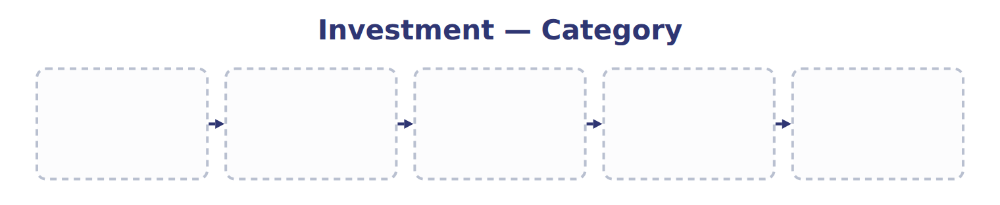 Investment — Category